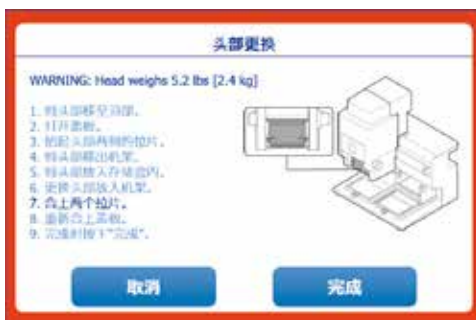 头部更换
WARNING: Head weighs 5.2 lbs [2.4 kg]
1. 将头部移至顶部。
2. 打开盖板。
3. 抬起头部两侧的拉片。
4. 将头部移出机架。
5. 将头部放入存储盒内。
6. 更换头部放入机架。
7. 合上两个拉片。
8. 重新合上盖板。
9. 完成时按下“完成”。
取消
完成